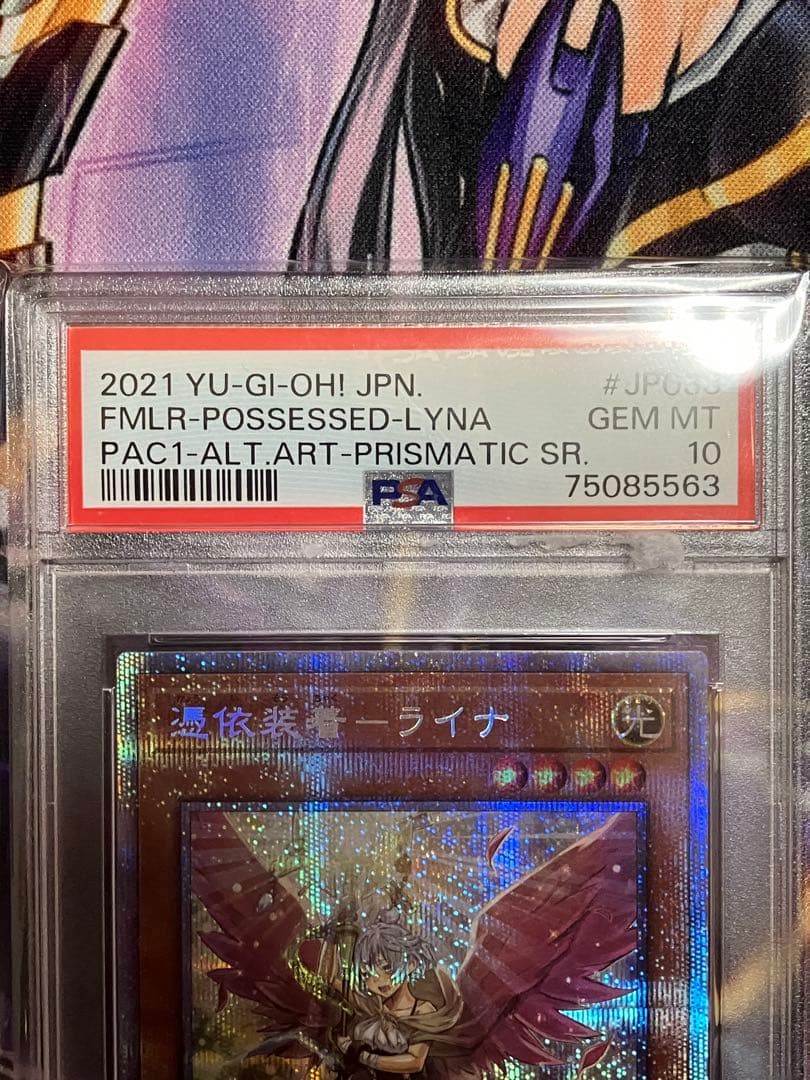 2021 YU-GI-OH! JPN. #JP033
FMLR-POSSESSED-LYNA GEM MT
PAC1-ALT.ART-PRISMATIC SR. 10
PSA 75085563
憑依装着－ライナ 光